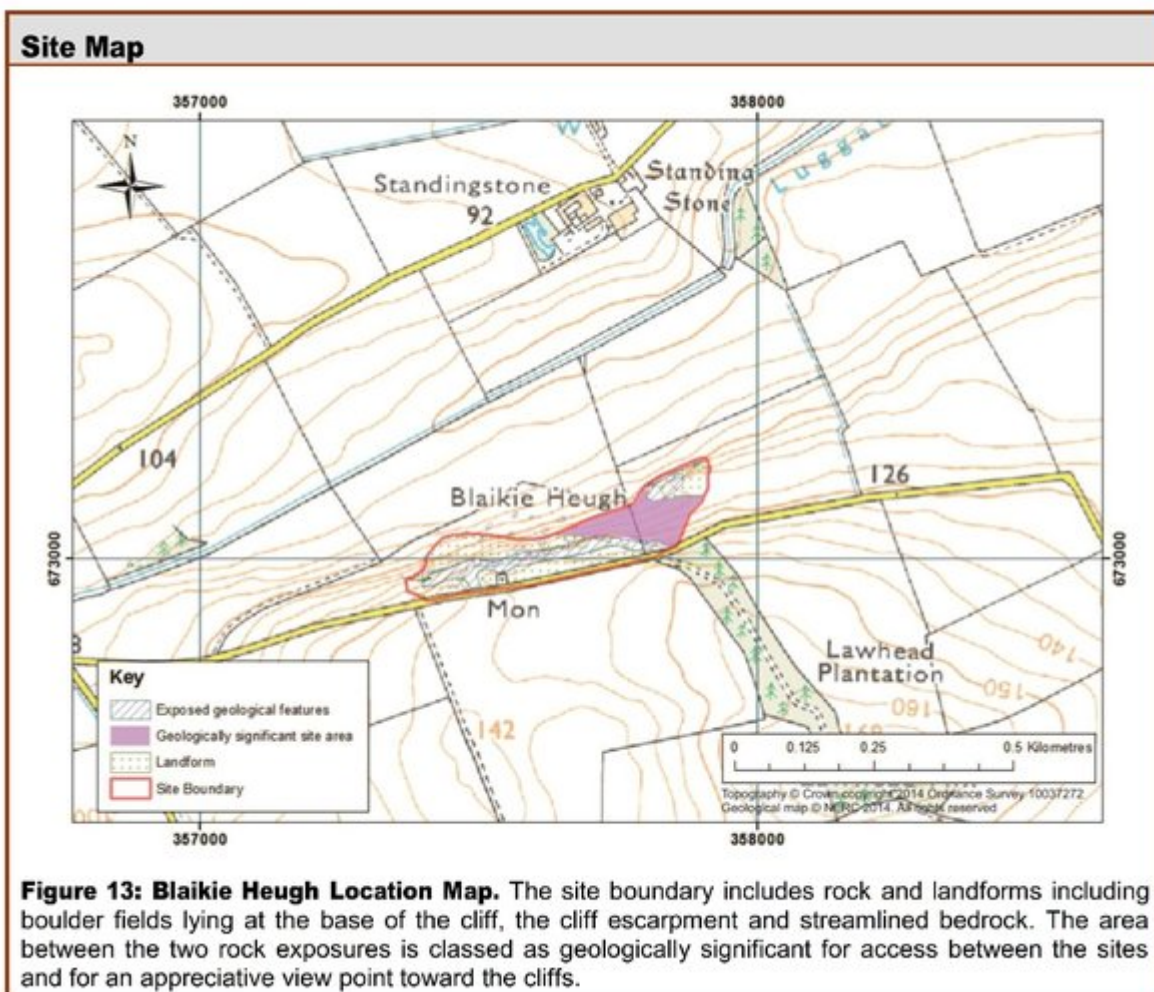 Site Map
357000
358000
N
Standingstone
92
Standing
Stone
Luggat
104
126
Blaikie Heugh
673000
673000
Mon
Lawhead
Plantation
140
150
160
142
Key
Exposed geological features
Geologically significant site area
Landform
Site Boundary
0 0.125 0.25 0.5 Kilometres
Topography © Crown copyright 2014 Ordnance Survey 10037272
Geological map © NERC 2014. All rights reserved
357000
358000
Figure 13: Blaikie Heugh Location Map. The site boundary includes rock and landforms including
boulder fields lying at the base of the cliff, the cliff escarpment and streamlined bedrock. The area
between the two rock exposures is classed as geologically significant for access between the sites
and for an appreciative view point toward the cliffs.